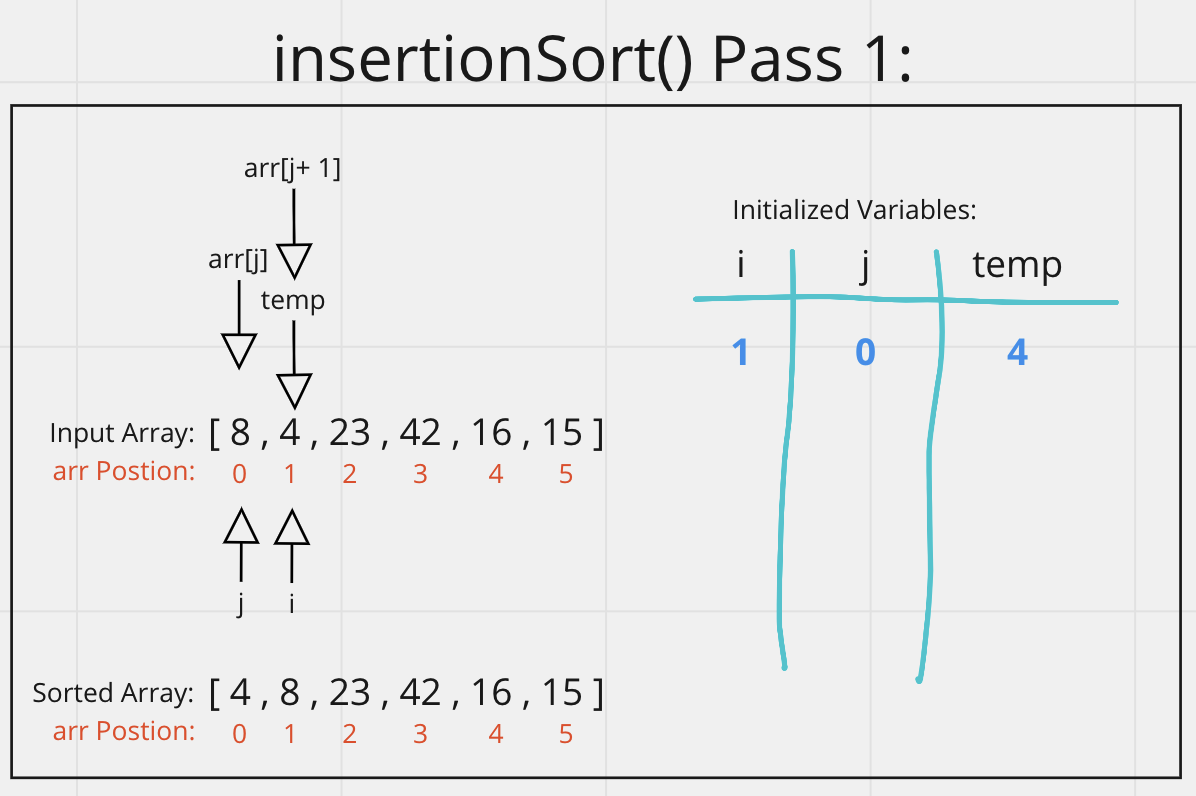 insertionSort() Pass 1:
arr[j+ 1]
arr[j]
temp
Input Array: [ 8 , 4 , 23 , 42 , 16 , 15 ]
arr Postion: 0 1 2 3 4 5
j i
Sorted Array: [ 4 , 8 , 23 , 42 , 16 , 15 ]
arr Postion: 0 1 2 3 4 5
Initialized Variables:
i j temp
1 0 4